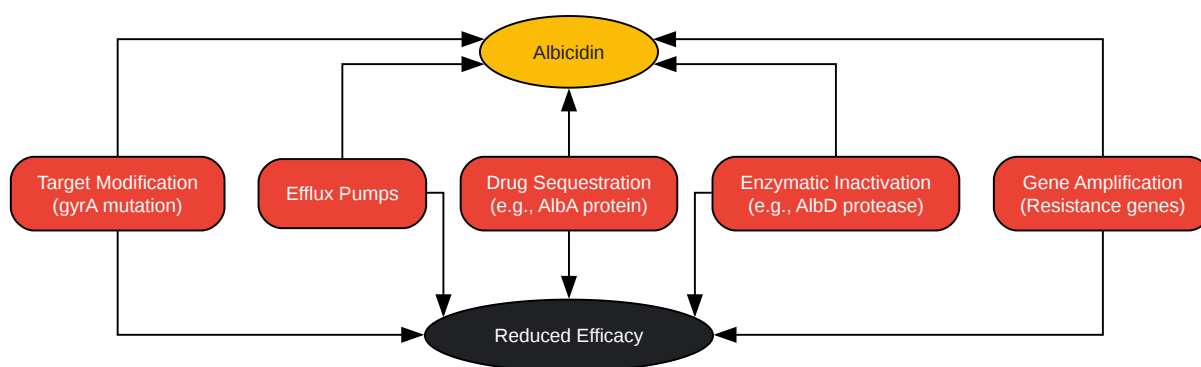 Albicidin
Target Modification
(gyrA mutation)
Efflux Pumps
Drug Sequestration
(e.g., AlbA protein)
Enzymatic Inactivation
(e.g., AlbD protease)
Gene Amplification
(Resistance genes)
Reduced Efficacy